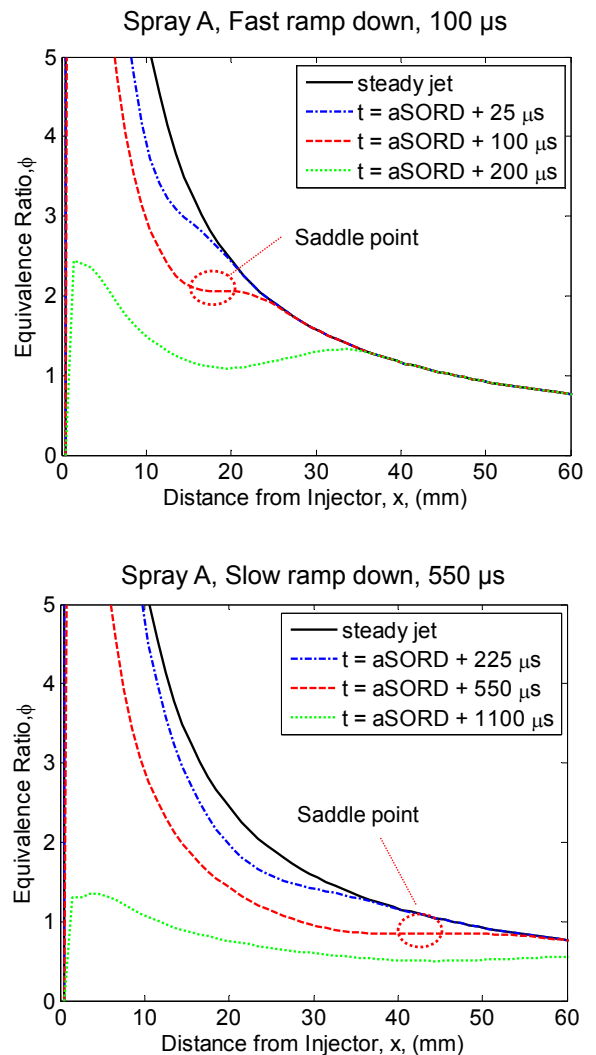 Spray A, Fast ramp down, 100 µs
steady jet
t = aSORD + 25 µs
t = aSORD + 100 µs
t = aSORD + 200 µs
Saddle point
Equivalence Ratio,ϕ
5
4
3
2
1
0
0 10 20 30 40 50 60
Distance from Injector, x, (mm)
Spray A, Slow ramp down, 550 µs
steady jet
t = aSORD + 225 µs
t = aSORD + 550 µs
t = aSORD + 1100 µs
Saddle point
Equivalence Ratio,ϕ
5
4
3
2
1
0
0 10 20 30 40 50 60
Distance from Injector, x, (mm)